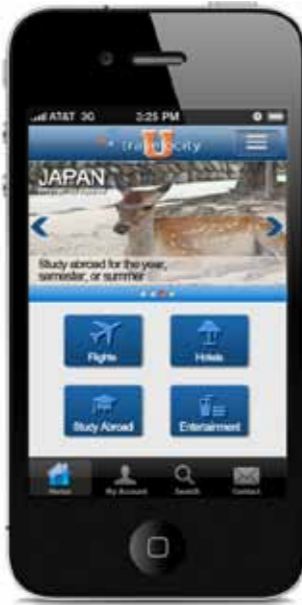 AT&T 3G 3:25 PM
travelUocity
JAPAN
Study abroad for the year,
semester, or summer
Flights Hotels
Study Abroad Entertainment
Home My Account Search Contact